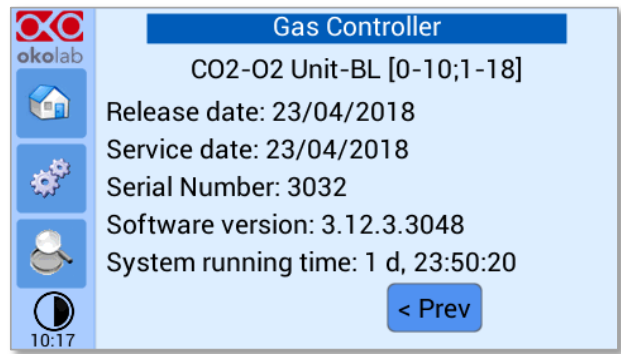 okolab
Gas Controller
CO2-O2 Unit-BL [0-10;1-18]
Release date: 23/04/2018
Service date: 23/04/2018
Serial Number: 3032
Software version: 3.12.3.3048
System running time: 1 d, 23:50:20
< Prev
10:17